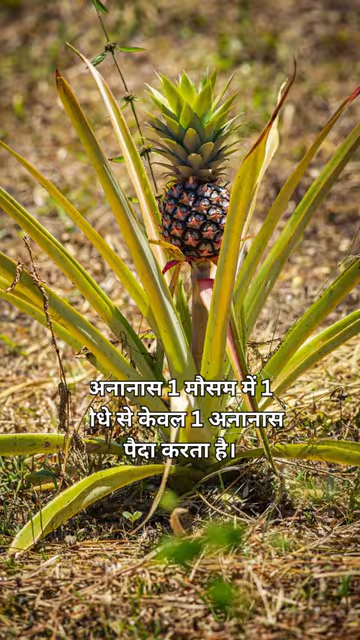 अनानास 1 मौसम में 1
ाधे से केवल 1 अनानास
पैदा करता है।